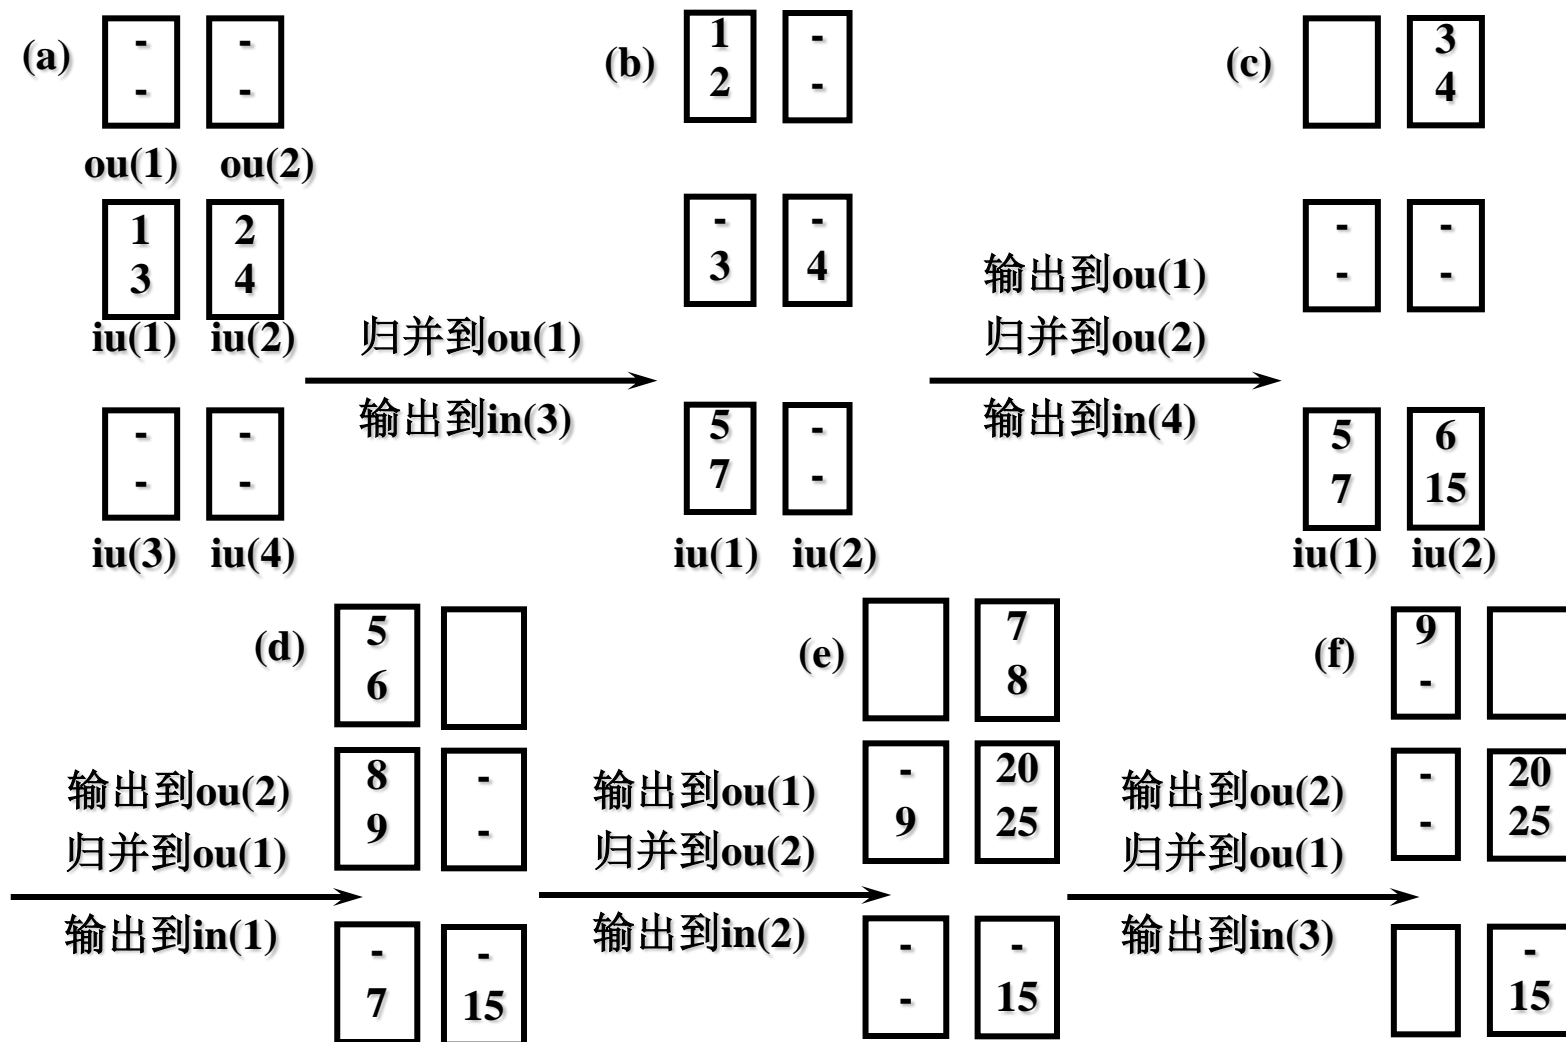 (a)
- -
- -
ou(1) ou(2)
1 2
3 4
iu(1) iu(2)
- -
- -
iu(3) iu(4)
归并到ou(1)
输出到in(3)
(b)
1 -
2 -
- -
3 4
5 -
7 -
iu(1) iu(2)
输出到ou(1)
归并到ou(2)
输出到in(4)
(c)
3
4
- -
- -
5 6
7 15
iu(1) iu(2)
输出到ou(2)
归并到ou(1)
输出到in(1)
(d)
5
6
8 -
9 -
- -
7 15
输出到ou(1)
归并到ou(2)
输出到in(2)
(e)
7
8
- 20
9 25
- -
- 15
输出到ou(2)
归并到ou(1)
输出到in(3)
(f)
9
-
- 20
- 25
-
15